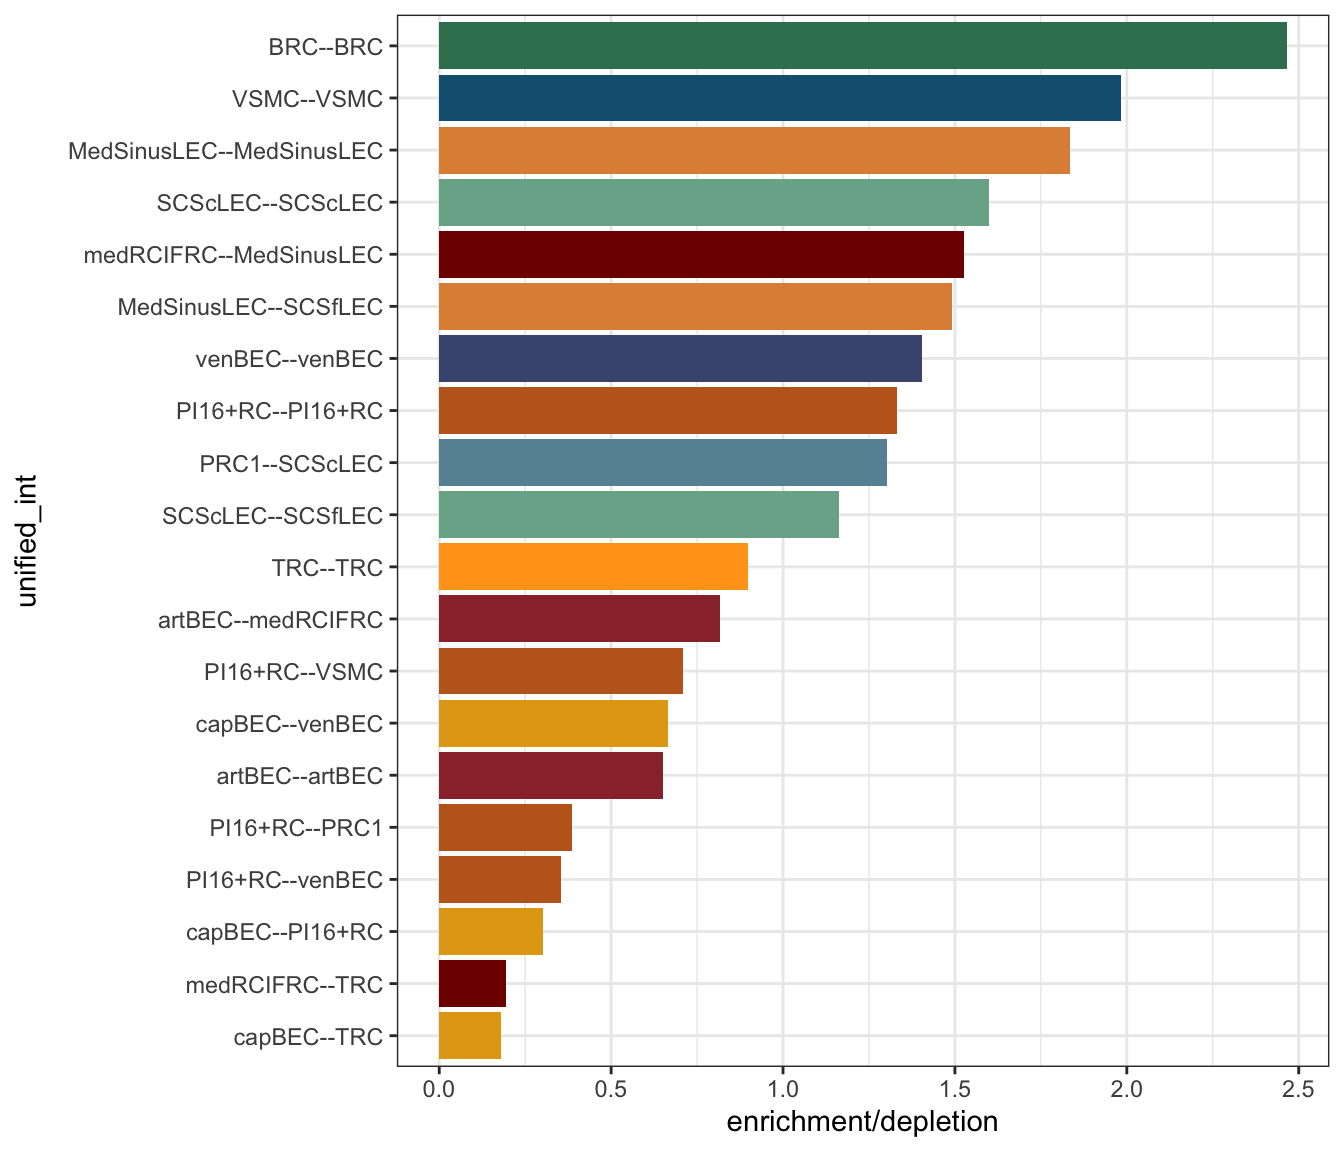 BRC--BRC
VSMC--VSMC
MedSinusLEC--MedSinusLEC
SCScLEC--SCScLEC
medRCIFRC--MedSinusLEC
MedSinusLEC--SCSfLEC
venBEC--venBEC
PI16+RC--PI16+RC
PRC1--SCScLEC
SCScLEC--SCSfLEC
TRC--TRC
artBEC--medRCIFRC
PI16+RC--VSMC
capBEC--venBEC
artBEC--artBEC
PI16+RC--PRC1
PI16+RC--venBEC
capBEC--PI16+RC
medRCIFRC--TRC
capBEC--TRC
unified_int
0.0 0.5 1.0 1.5 2.0 2.5
enrichment/depletion